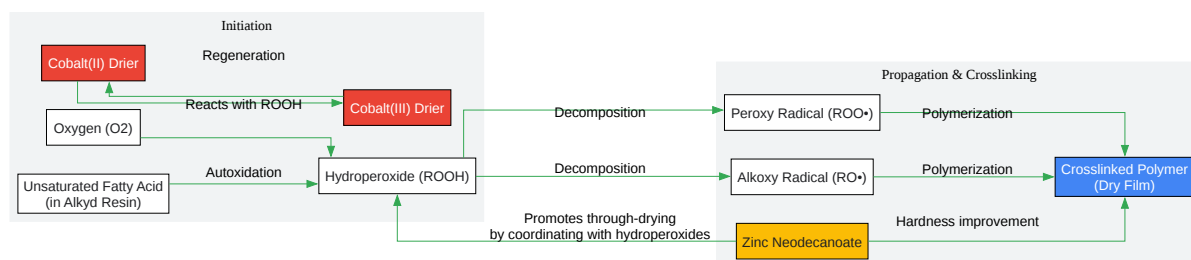 Initiation
Regeneration
Cobalt(II) Drier
Reacts with ROOH
Cobalt(III) Drier
Oxygen (O2)
Autoxidation
Unsaturated Fatty Acid
(in Alkyd Resin)
Hydroperoxide (ROOH)
Decomposition
Decomposition
Promotes through-drying
by coordinating with hydroperoxides
Propagation & Crosslinking
Peroxy Radical (ROO•)
Polymerization
Alkoxy Radical (RO•)
Polymerization
Crosslinked Polymer
(Dry Film)
Zinc Neodecanoate
Hardness improvement